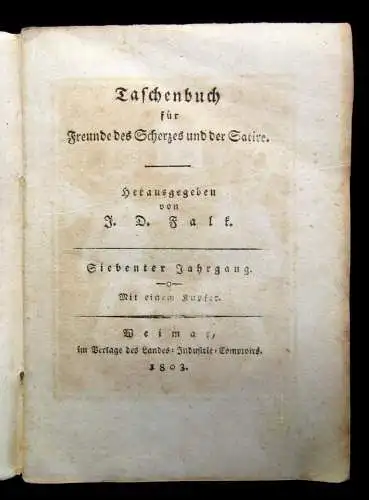 Taschenbuch
für
Freunde des Scherzes und der Satire.
Herausgegeben
von
J. D. Falk.
Siebenter Jahrgang.
Mit einem Kupfer.
Weimar,
im Verlage des Landes-Industrie-Comptoirs.
1803.